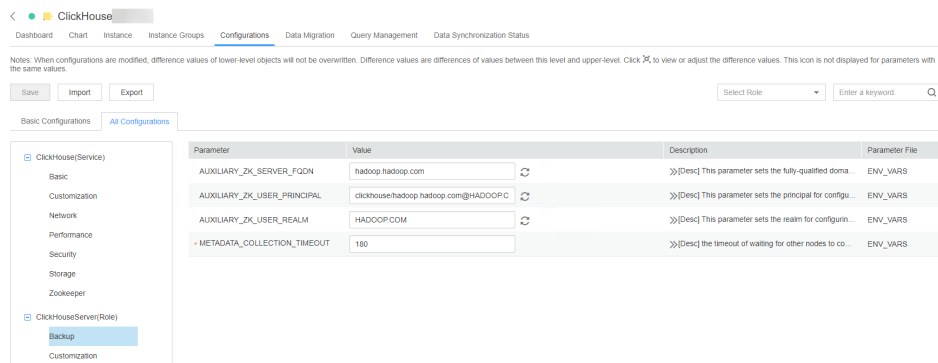 ClickHouse
Dashboard Chart Instance Instance Groups Configurations Data Migration Query Management Data Synchronization Status
Notes: When configurations are modified, difference values of lower-level objects will not be overwritten. Difference values are differences of values between this level and upper-level. Click , to view or adjust the difference values. This icon is not displayed for parameters with
the same values.
Save Import Export Select Role Enter a keyword.
Basic Configurations All Configurations
Parameter Value Description Parameter File
ClickHouse(Service)
AUXILIARY_ZK_SERVER_FQDN hadoop.hadoop.com >>[Desc] This parameter sets the fully-qualified doma... ENV_VARS
Basic
Customization
AUXILIARY_ZK_USER_PRINCIPAL clickhouse/hadoop.hadoop.com@HADOOP.C >>[Desc] This parameter sets the principal for configu... ENV_VARS
Network
AUXILIARY_ZK_USER_REALM HADOOP.COM >>[Desc] This parameter sets the realm for configurin... ENV_VARS
Performance
* METADATA_COLLECTION_TIMEOUT 180 >>[Desc] the timeout of waiting for other nodes to co... ENV_VARS
Security
Storage
Zookeeper
ClickHouseServer(Role)
Backup
Customization